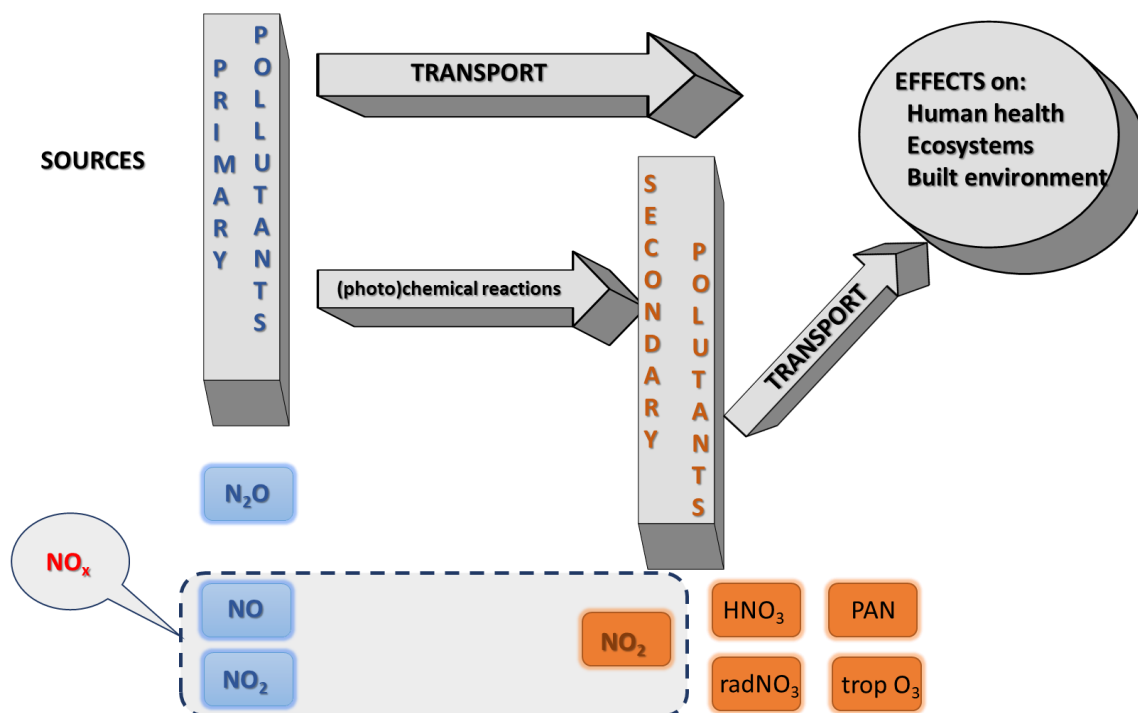 SOURCES
PRIMARY
POLLUTANTS
TRANSPORT
(photo)chemical reactions
SECONDARY
POLUTANTS
TRANSPORT
EFFECTS on:
Human health
Ecosystems
Built environment
N₂O
NOₓ
NO
NO₂
NO₂
HNO₃
PAN
radNO₃
trop O₃